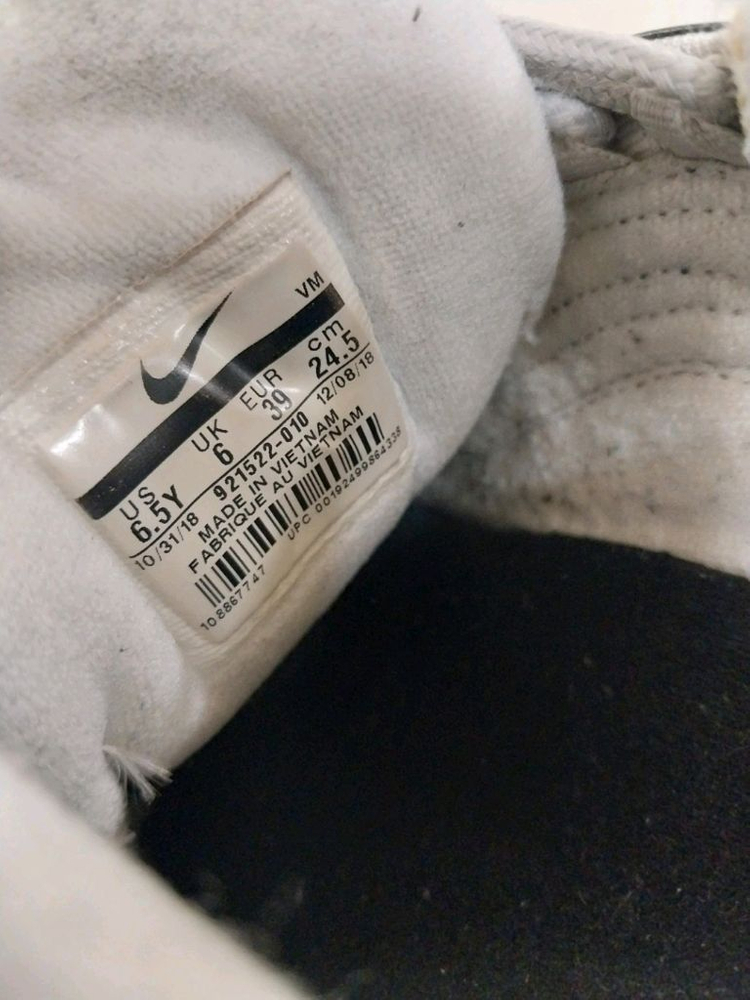 VM
US UK EUR cm
6.5Y 6 39 24.5
10/31/18 921522-010 12/08/18
MADE IN VIETNAM
FABRIQUE AU VIETNAM
UPC 00192499864338
108867747